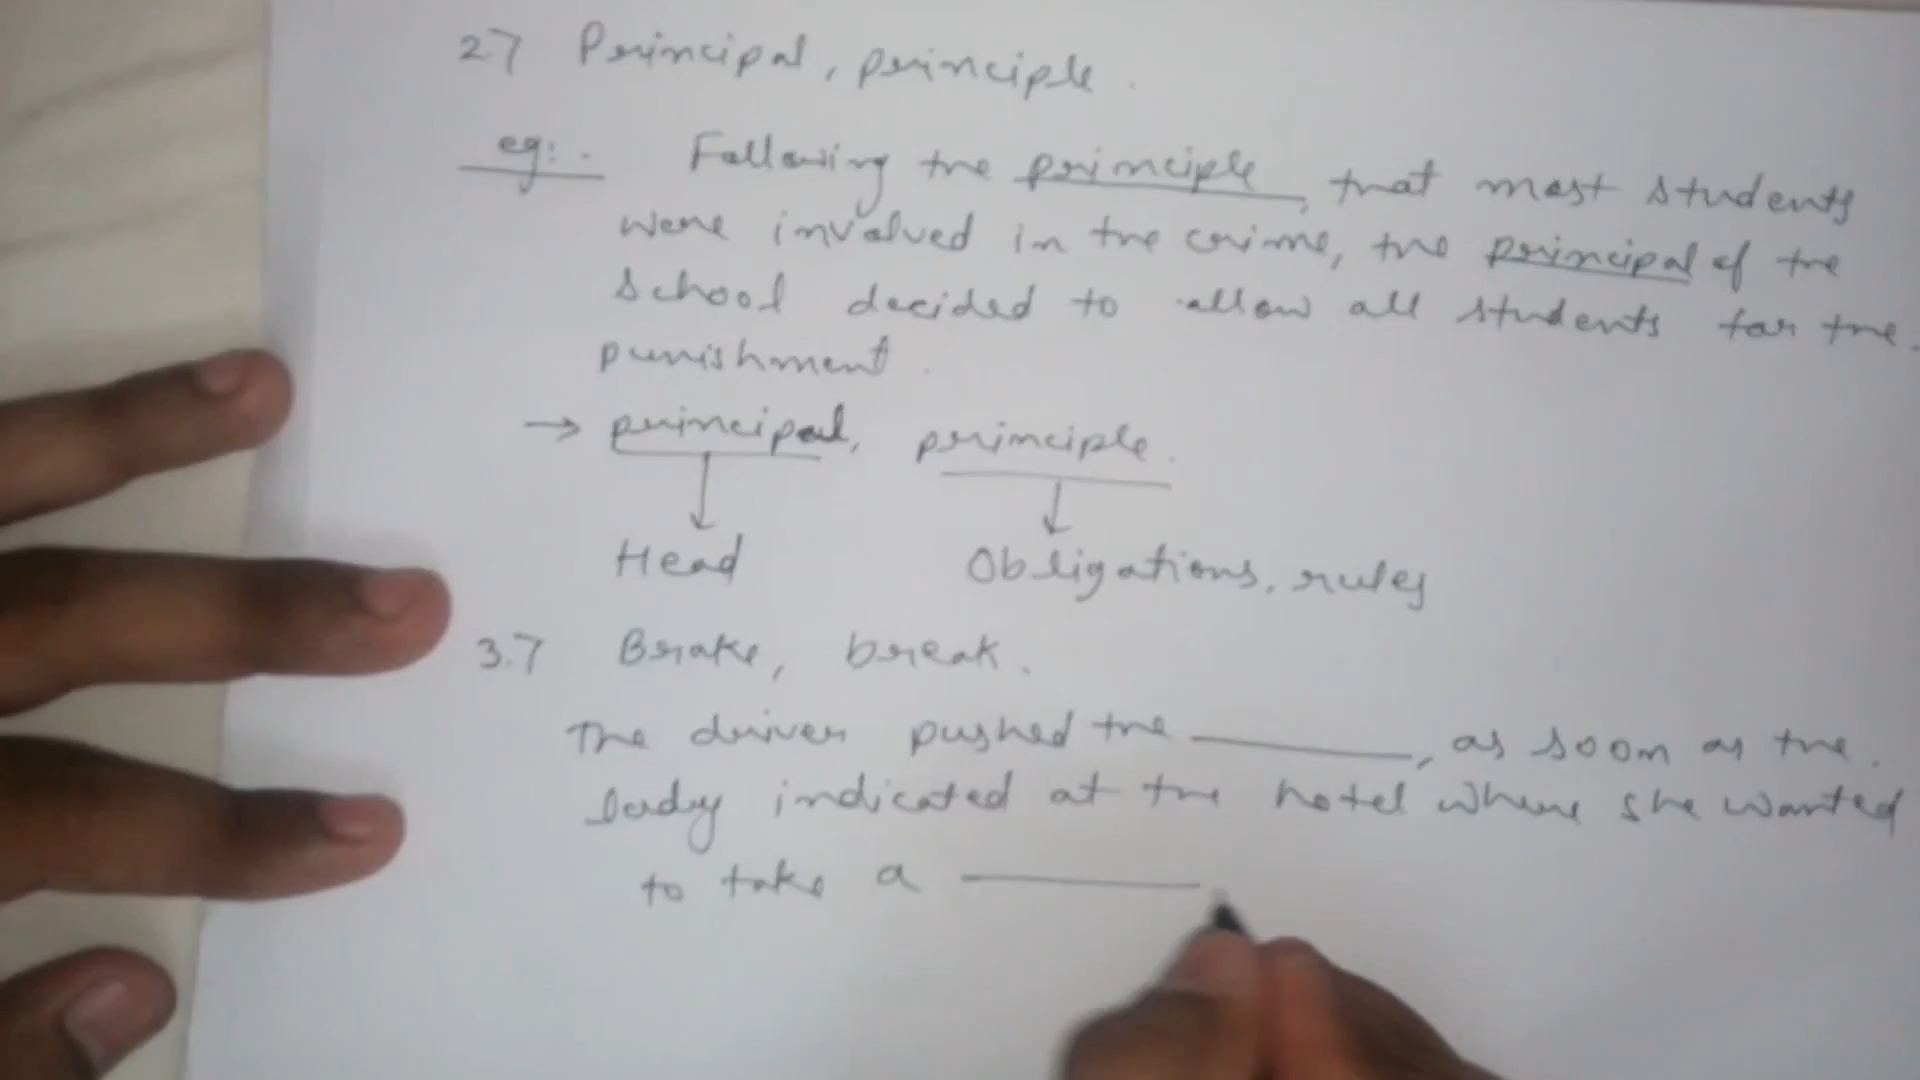 2.7 Principal, principle.
eg:- Following the principle, that most students
were involved in the crime, the principal of the
school decided to allow all students for the
punishment.
→ principal, principle.
Head Obligations, rules
3.7 Brake, break.
The driver pushed the ________, as soon as the
lady indicated at the hotel where she wanted
to take a ________